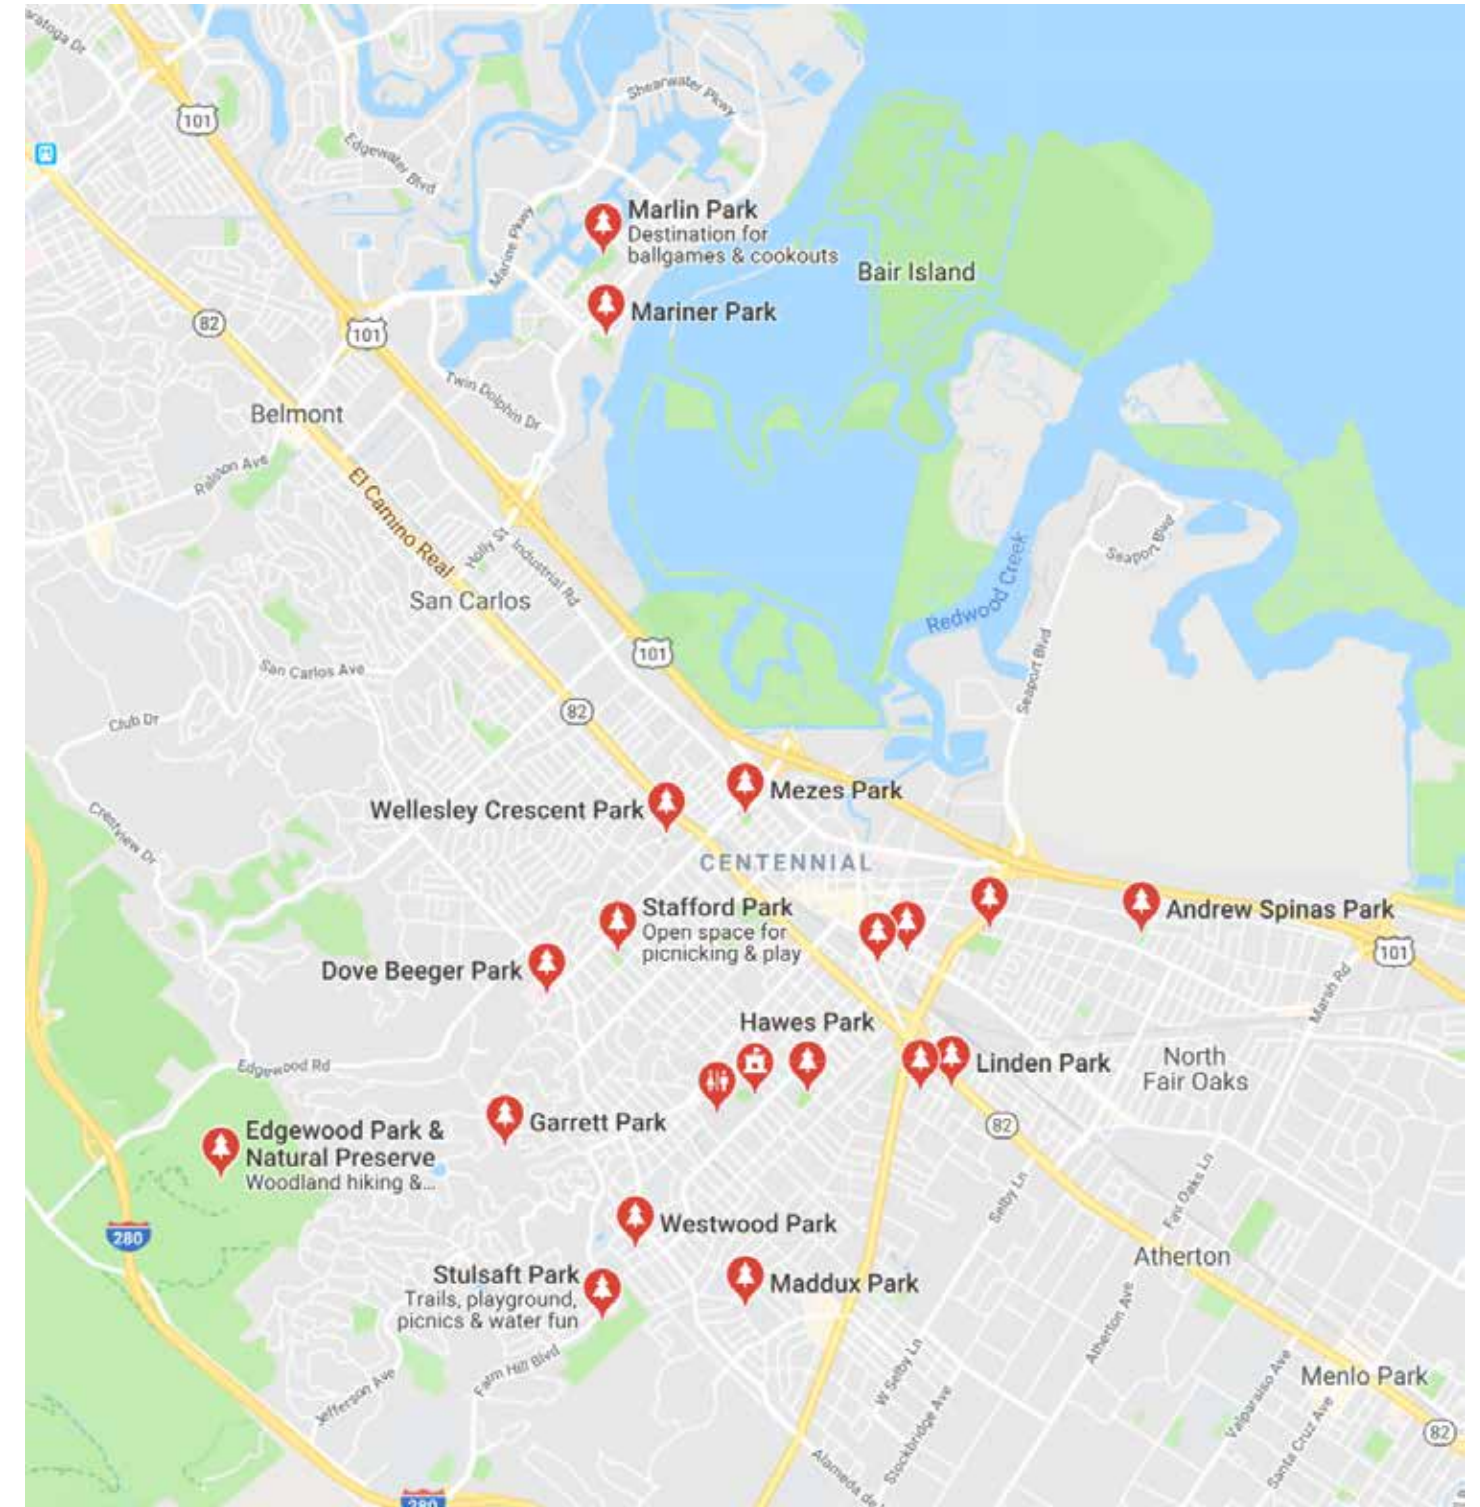 Shearwater Pkwy
101
Edgewater Blvd
Marlin Park
Destination for
ballgames & cookouts
Marine Pkwy
Bair Island
Mariner Park
82
101
Twin Dolphin Dr
Belmont
Ralston Ave
El Camino Real
Holly St
Industrial Rd
Seaport Blvd
San Carlos
Redwood Creek
101
San Carlos Ave
Seaport Blvd
82
Club Dr
Mezes Park
Wellesley Crescent Park
Crestview Dr
CENTENNIAL
Stafford Park
Open space for
picnicking & play
Andrew Spinas Park
101
Dove Beeger Park
Marsh Rd
Hawes Park
Edgewood Rd
Linden Park
North
Fair Oaks
Garrett Park
82
Edgewood Park &
Natural Preserve
Woodland hiking &...
Selby Ln
Fair Oaks Ln
280
Westwood Park
Atherton
Stulsaft Park
Trails, playground,
picnics & water fun
Maddux Park
Atherton Ave
Farm Hill Blvd
Jefferson Ave
W Selby Ln
Menlo Park
Valparaiso Ave
Stockbridge Ave
Santa Cruz Ave
82
Alameda de
280